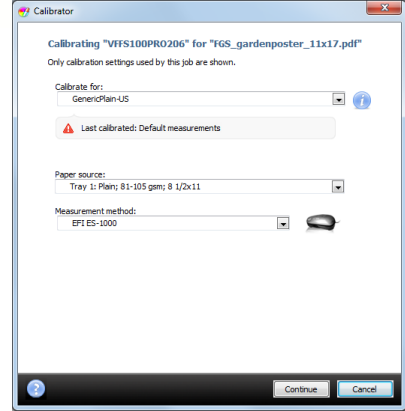 Calibrator
Calibrating "VFFS100PRO206" for "FGS_gardenposter_11x17.pdf"
Only calibration settings used by this job are shown.
Calibrate for:
GenericPlain-US
Last calibrated: Default measurements
Paper source:
Tray 1: Plain; 81-105 gsm; 8 1/2x11
Measurement method:
EFI ES-1000
Continue
Cancel